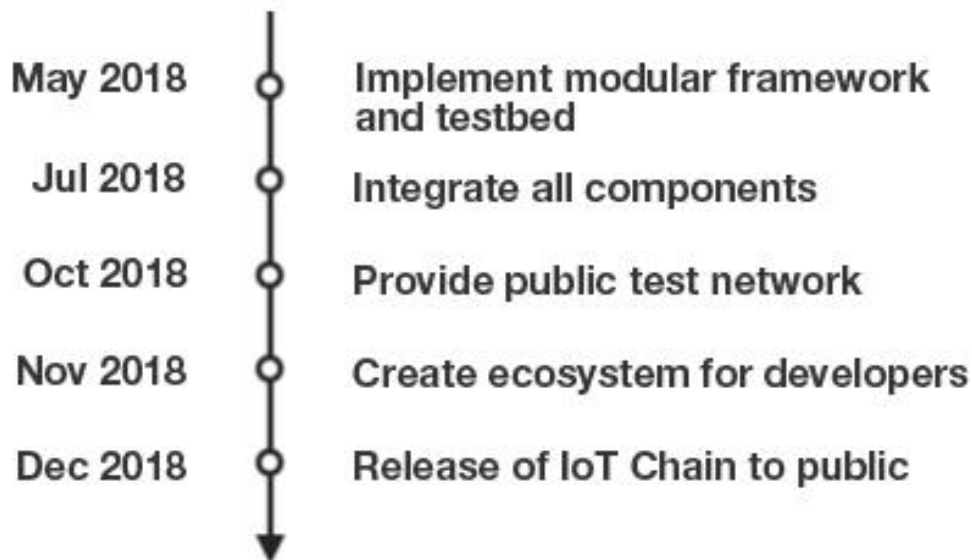 May 2018
Implement modular framework
and testbed
Jul 2018
Integrate all components
Oct 2018
Provide public test network
Nov 2018
Create ecosystem for developers
Dec 2018
Release of IoT Chain to public